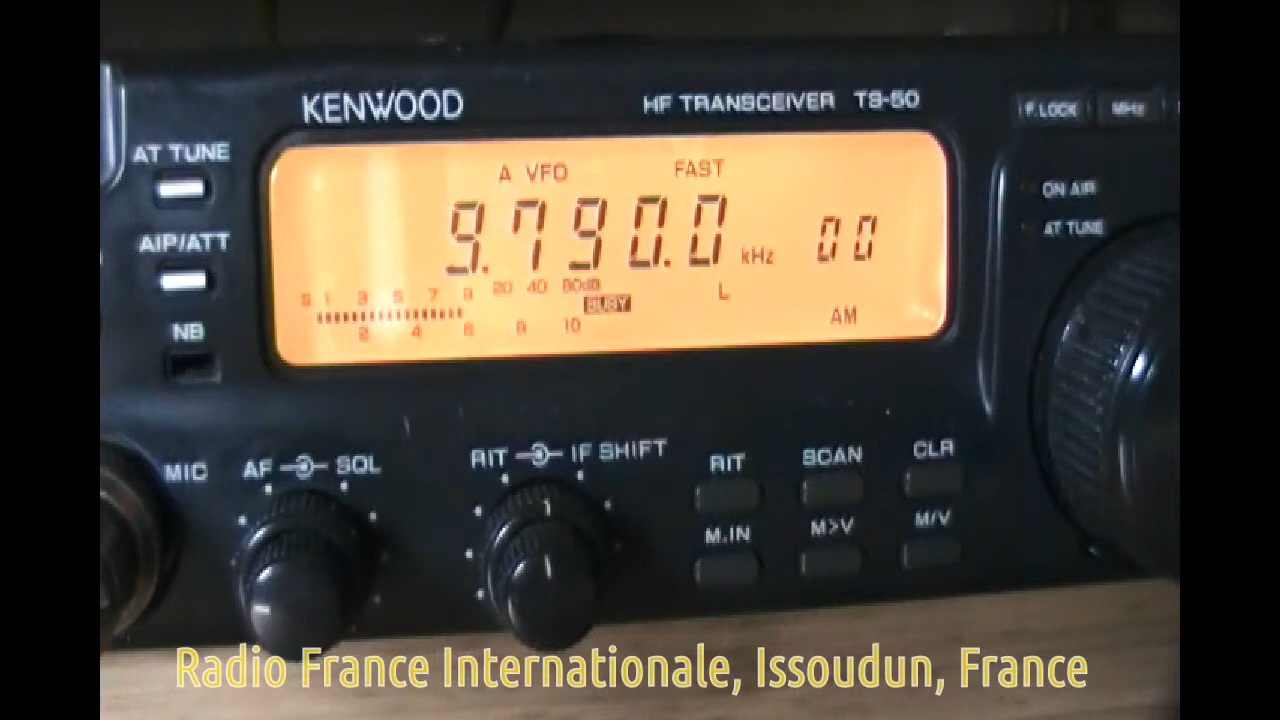 KENWOOD HF TRANSCEIVER TS-50
F.LOCK MHz
AT TUNE
A VFO FAST
ON AIR
AIP/ATT
9.790.0 kHz 00
AT TUNE
S 1 3 5 7 9 20 40 60dB
BUSY L
NB
2 4 6 8 10
AM
MIC AF SQL RIT IF SHIFT RIT SCAN CLR
M.IN M>V M/V
Radio France Internationale, Issoudun, France